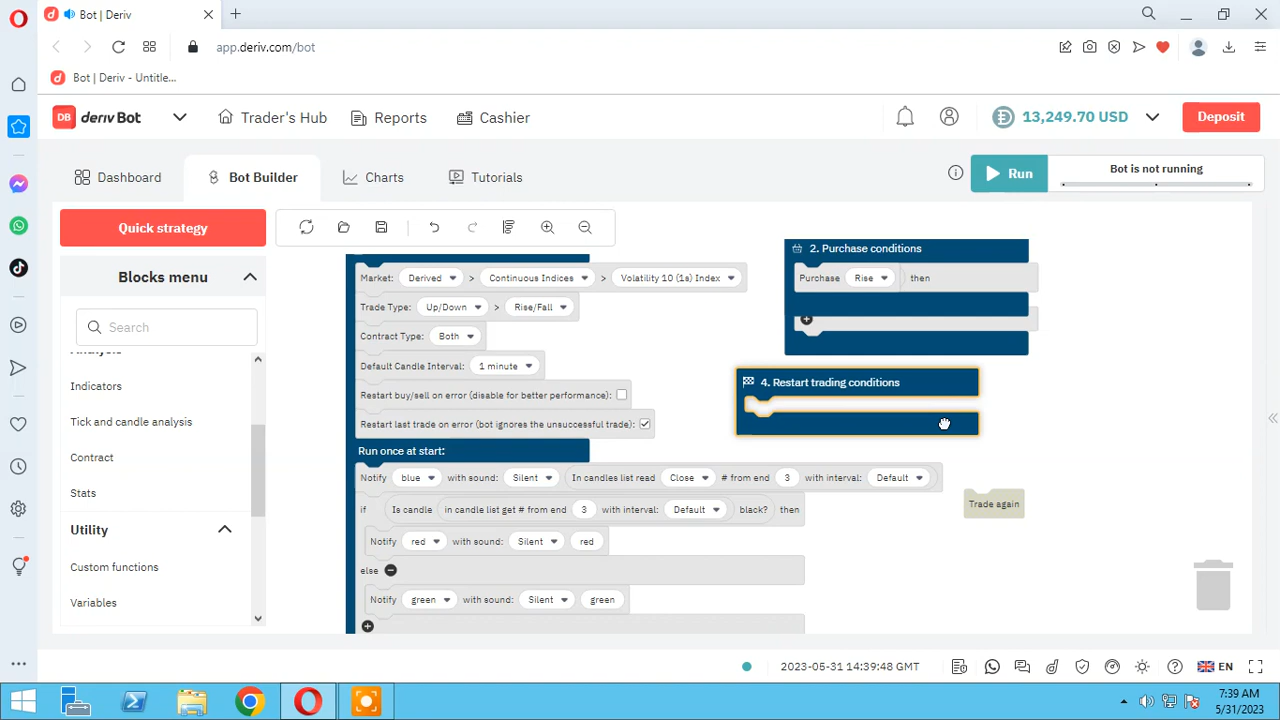 Bot | Deriv
app.deriv.com/bot
Bot | Deriv - Untitle...
DB deriv Bot
Trader's Hub
Reports
Cashier
13,249.70 USD
Deposit
Dashboard
Bot Builder
Charts
Tutorials
Run
Bot is not running
Quick strategy
Blocks menu
Search
Analysis
Indicators
Tick and candle analysis
Contract
Stats
Utility
Custom functions
Variables
Market: Derived > Continuous Indices > Volatility 10 (1s) Index
Trade Type: Up/Down > Rise/Fall
Contract Type: Both
Default Candle Interval: 1 minute
Restart buy/sell on error (disable for better performance):
Restart last trade on error (bot ignores the unsuccessful trade):
Run once at start:
Notify blue with sound: Silent In candles list read Close # from end 3 with interval: Default
if Is candle in candle list get # from end 3 with interval: Default black? then
Notify red with sound: Silent red
else
Notify green with sound: Silent green
2. Purchase conditions
Purchase Rise then
4. Restart trading conditions
Trade again
2023-05-31 14:39:48 GMT
EN
7:39 AM
5/31/2023